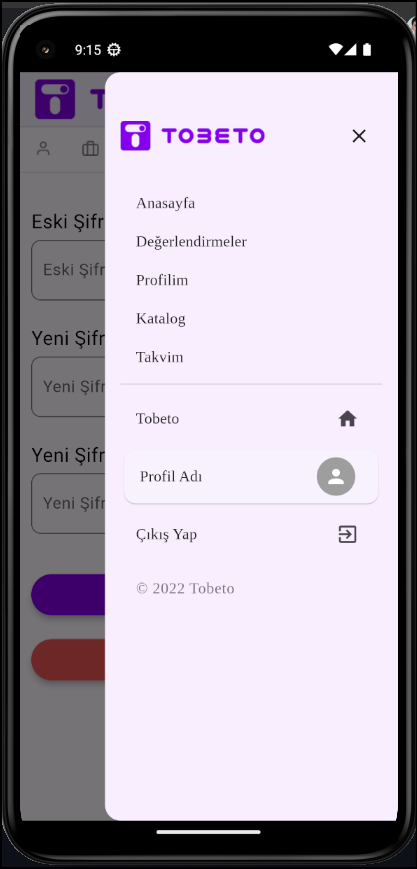 9:15
TOBETO
Anasayfa
Değerlendirmeler
Profilim
Katalog
Takvim
Tobeto
Profil Adı
Çıkış Yap
© 2022 Tobeto
T
Eski Şifr
Eski Şifr
Yeni Şifr
Yeni Şifr
Yeni Şifr
Yeni Şifr